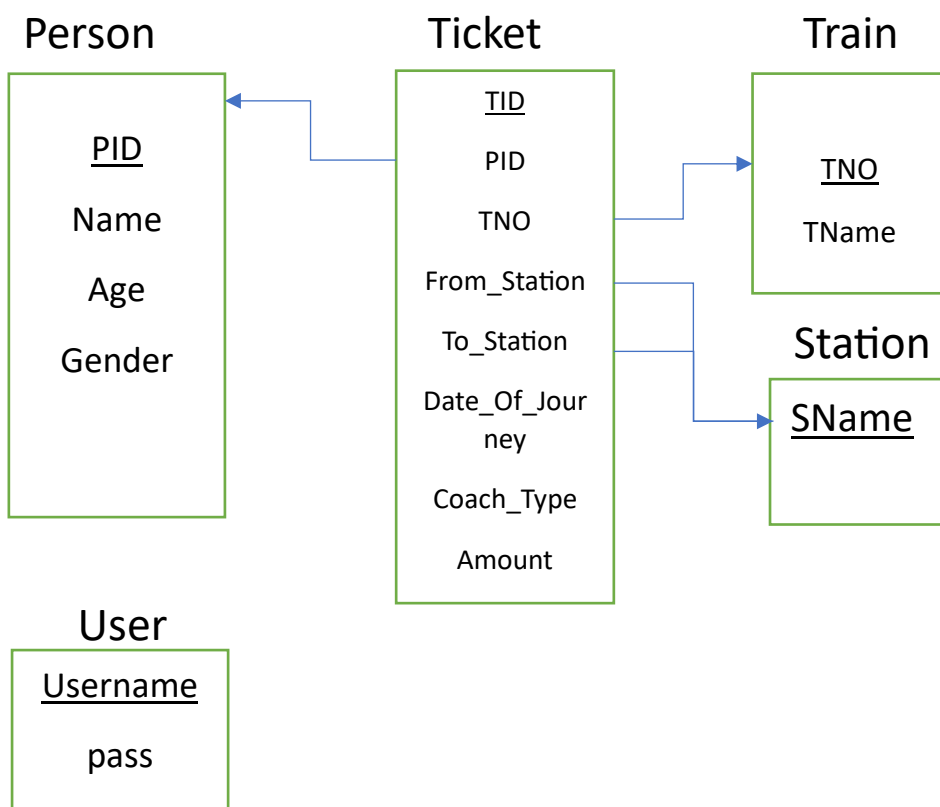 Person
PID
Name
Age
Gender
Ticket
TID
PID
TNO
From_Station
To_Station
Date_Of_Jour
ney
Coach_Type
Amount
Train
TNO
TName
Station
SName
User
Username
pass